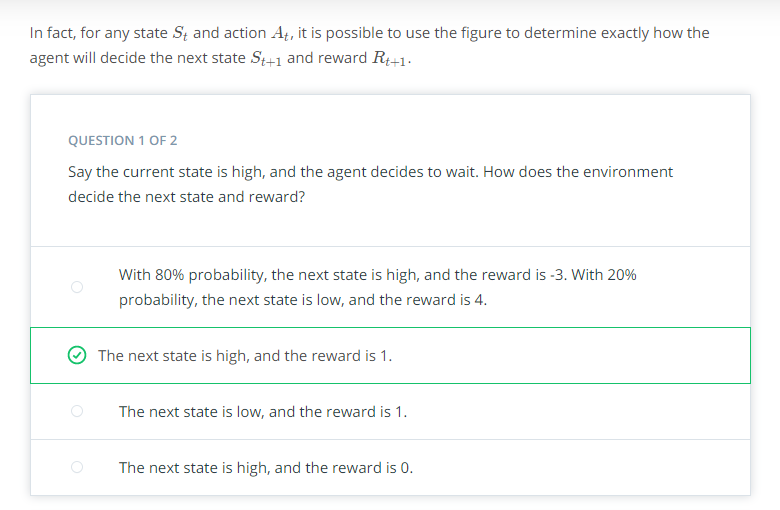 In fact, for any state Sₜ and action Aₜ, it is possible to use the figure to determine exactly how the
agent will decide the next state Sₜ₊₁ and reward Rₜ₊₁.
QUESTION 1 OF 2
Say the current state is high, and the agent decides to wait. How does the environment
decide the next state and reward?
With 80% probability, the next state is high, and the reward is -3. With 20%
probability, the next state is low, and the reward is 4.
The next state is high, and the reward is 1.
The next state is low, and the reward is 1.
The next state is high, and the reward is 0.